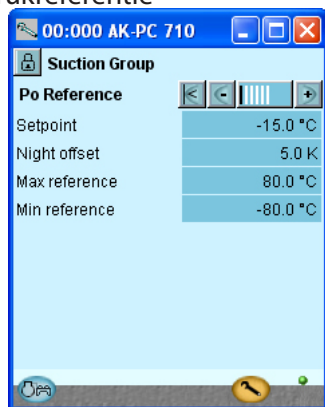 akreferentie
00:000 AK-PC 710
Suction Group
Po Reference
Setpoint -15.0 °C
Night offset 5.0 K
Max reference 80.0 °C
Min reference -80.0 °C